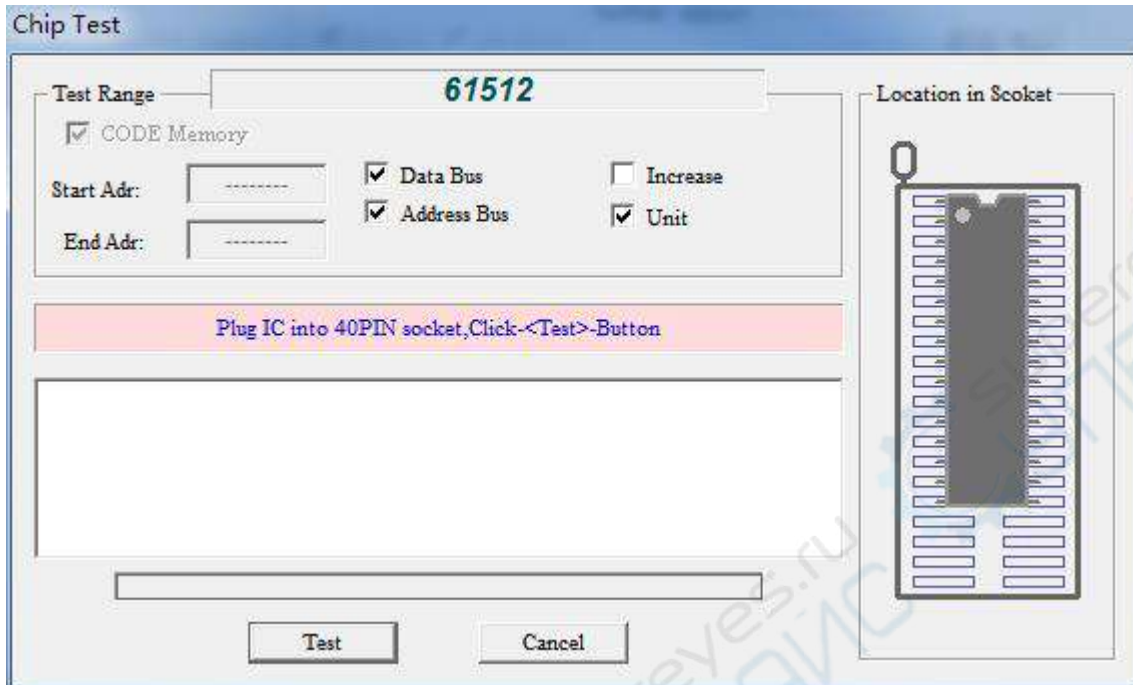 Chip Test
Test Range
61512
Location in Scoket
CODE Memory
Start Adr:
--------
Data Bus
Increase
Address Bus
Unit
End Adr:
--------
Plug IC into 40PIN socket,Click-<Test>-Button
Test
Cancel